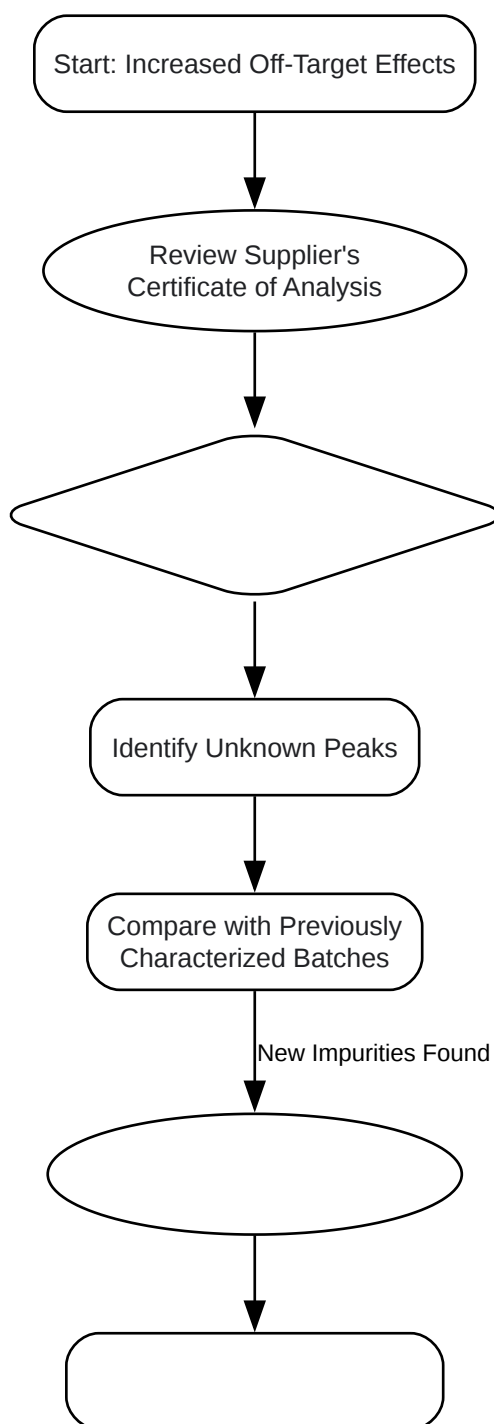 Start: Increased Off-Target Effects
Review Supplier's
Certificate of Analysis
Identify Unknown Peaks
Compare with Previously
Characterized Batches
New Impurities Found